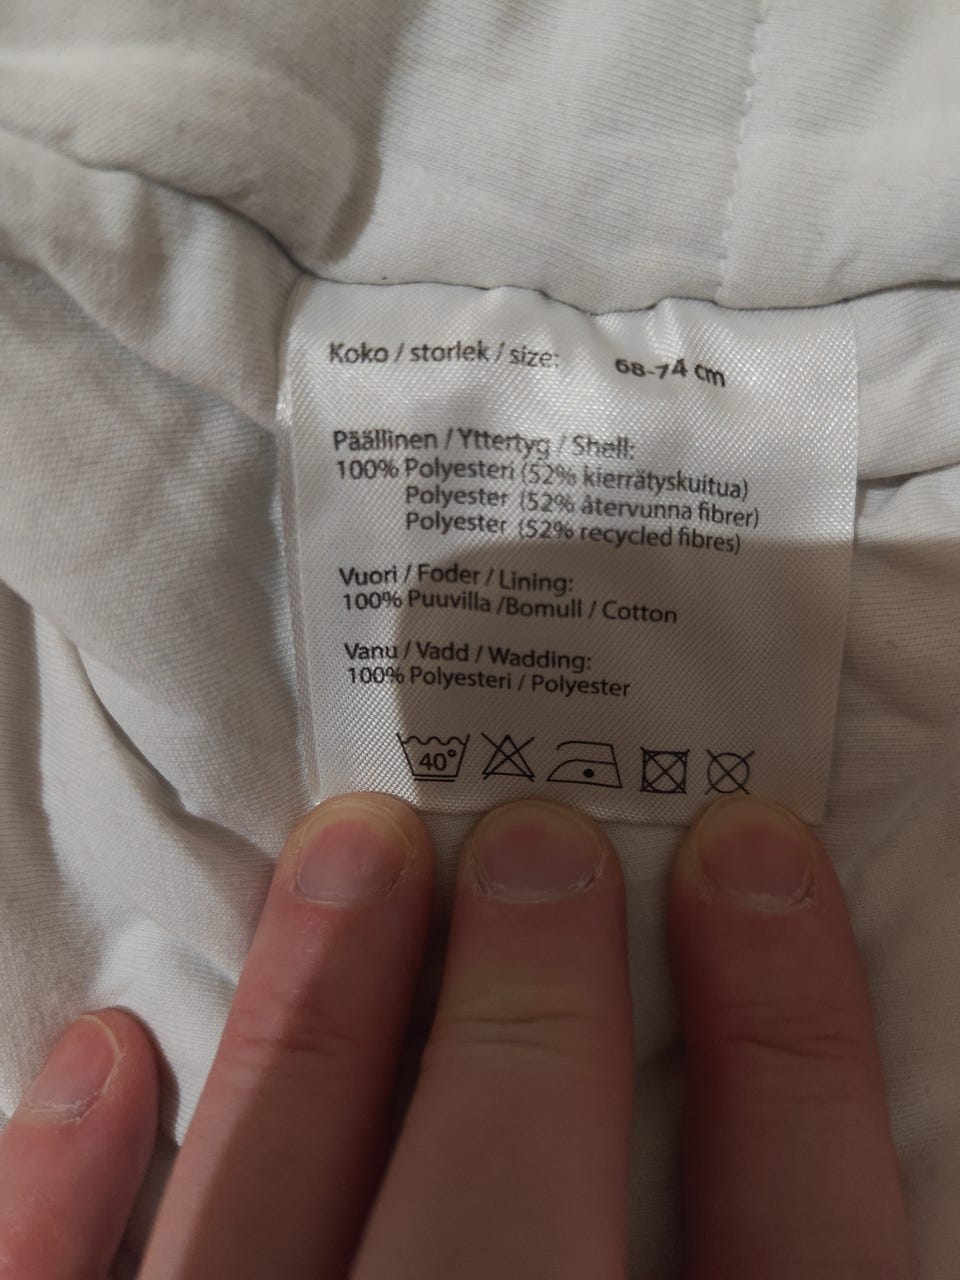 Koko / storlek / size: 68-74 cm
Päällinen / Yttertyg / Shell:
100% Polyesteri (52% kierrätyskuitua)
Polyester (52% återvunna fibrer)
Polyester (52% recycled fibres)
Vuori / Foder / Lining:
100% Puuvilla /Bomull / Cotton
Vanu / Vadd / Wadding:
100% Polyesteri / Polyester
40°